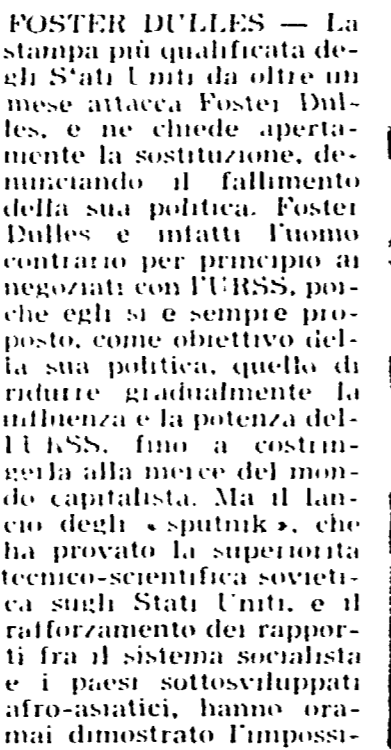 FOSTER DULLES — La
stampa più qualificata de-
gli Stati Uniti da oltre un
mese attacca Foster Dul-
les, e ne chiede aperta-
mente la sostituzione, de-
nunciando il fallimento
della sua politica. Foster
Dulles è infatti l'uomo
contrario per principio ai
negoziati con l'URSS, poi-
che egli si è sempre pro-
posto, come obiettivo del-
la sua politica, quello di
ridurre gradualmente la
influenza e la potenza del-
l'URSS, fino a costrin-
gerla alla mercè del mon-
do capitalista. Ma il lan-
cio degli « sputnik », che
ha provato la superiorità
tecnico-scientifica sovieti-
ca sugli Stati Uniti, e il
rafforzamento dei rappor-
ti fra il sistema socialista
e i paesi sottosviluppati
afro-asiatici, hanno ora-
mai dimostrato l'impossi-